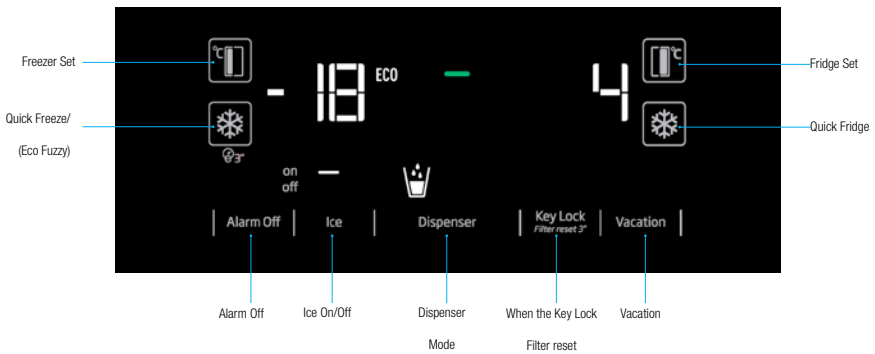 °C
°C
Freezer Set
Fridge Set
- 18 ECO
4
Quick Freeze/
(Eco Fuzzy)
Quick Fridge
3"
on
off
Alarm Off
Ice
Dispenser
Key Lock
Filter reset 3"
Vacation
Alarm Off
Ice On/Off
Dispenser
Mode
When the Key Lock
Filter reset
Vacation